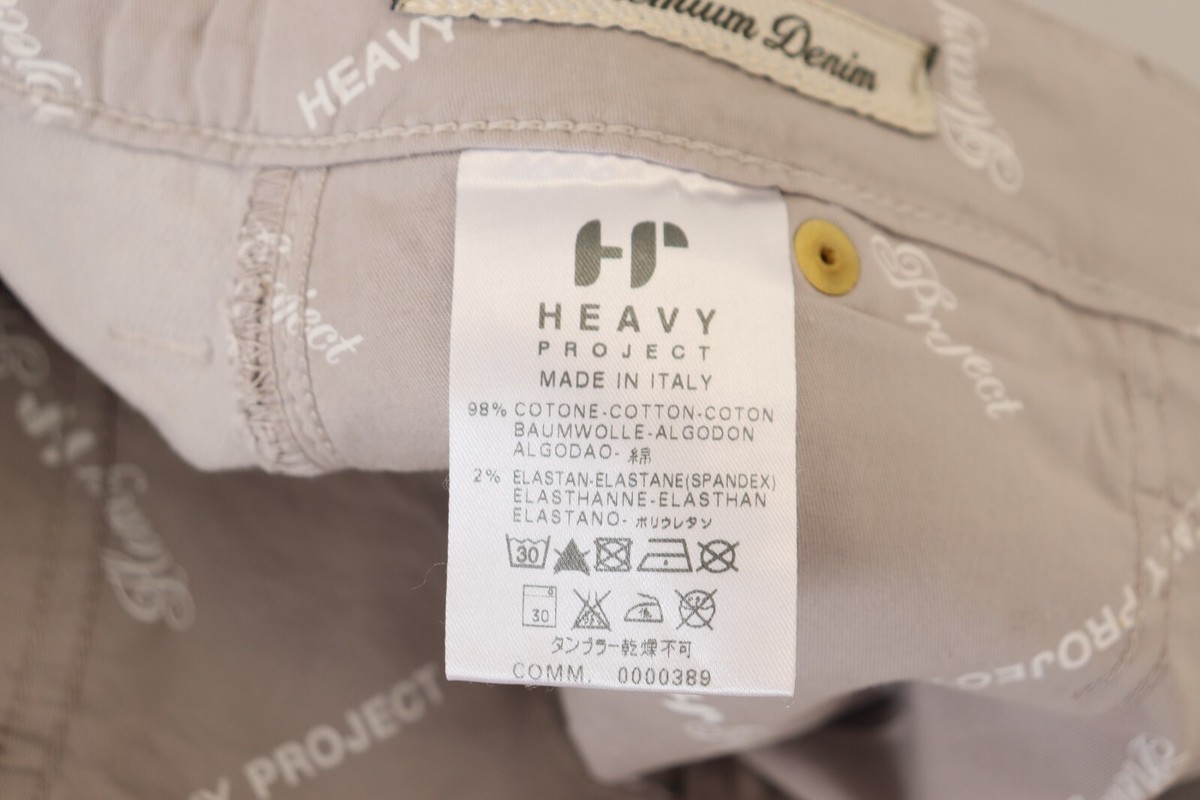 Premium Denim
HEAVY
Heavy
Project
HEAVY
PROJECT
MADE IN ITALY
98% COTONE-COTTON-COTON
BAUMWOLLE-ALGODON
ALGODAO- 綿
2% ELASTAN-ELASTANE(SPANDEX)
ELASTHANNE-ELASTHAN
ELASTANO- ポリウレタン
30
30
タンブラー乾燥不可
COMM. 0000389
Project
Heavy
PROJECT
PROJECT